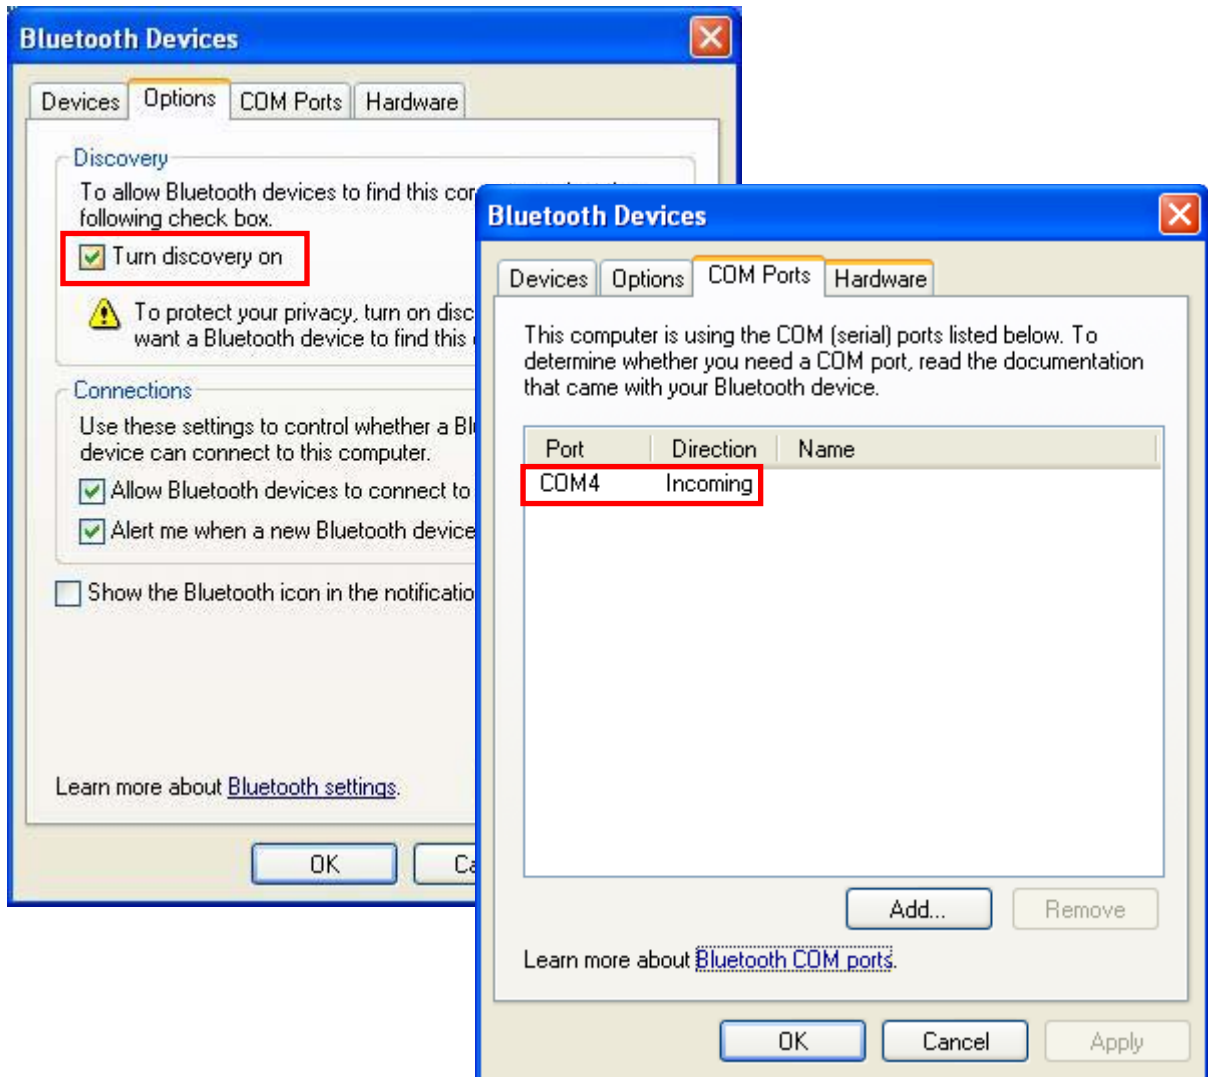 Bluetooth Devices
Devices Options COM Ports Hardware
Discovery
To allow Bluetooth devices to find this
following check box.
Turn discovery on
To protect your privacy, turn on
want a Bluetooth device to find this
Connections
Use these settings to control whether a
device can connect to this computer.
Allow Bluetooth devices to connect to
Alert me when a new Bluetooth device
Show the Bluetooth icon in the
Learn more about Bluetooth settings.
OK
Bluetooth Devices
Devices Options COM Ports Hardware
This computer is using the COM (serial) ports listed below. To
determine whether you need a COM port, read the documentation
that came with your Bluetooth device.
Port Direction Name
COM4 Incoming
Add... Remove
Learn more about Bluetooth COM ports.
OK Cancel Apply